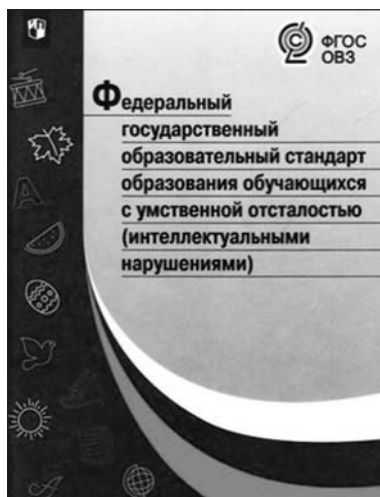 ФГОС
ОВЗ
Федеральный
государственный
образовательный стандарт
образования обучающихся
с умственной отсталостью
(интеллектуальными
нарушениями)
А